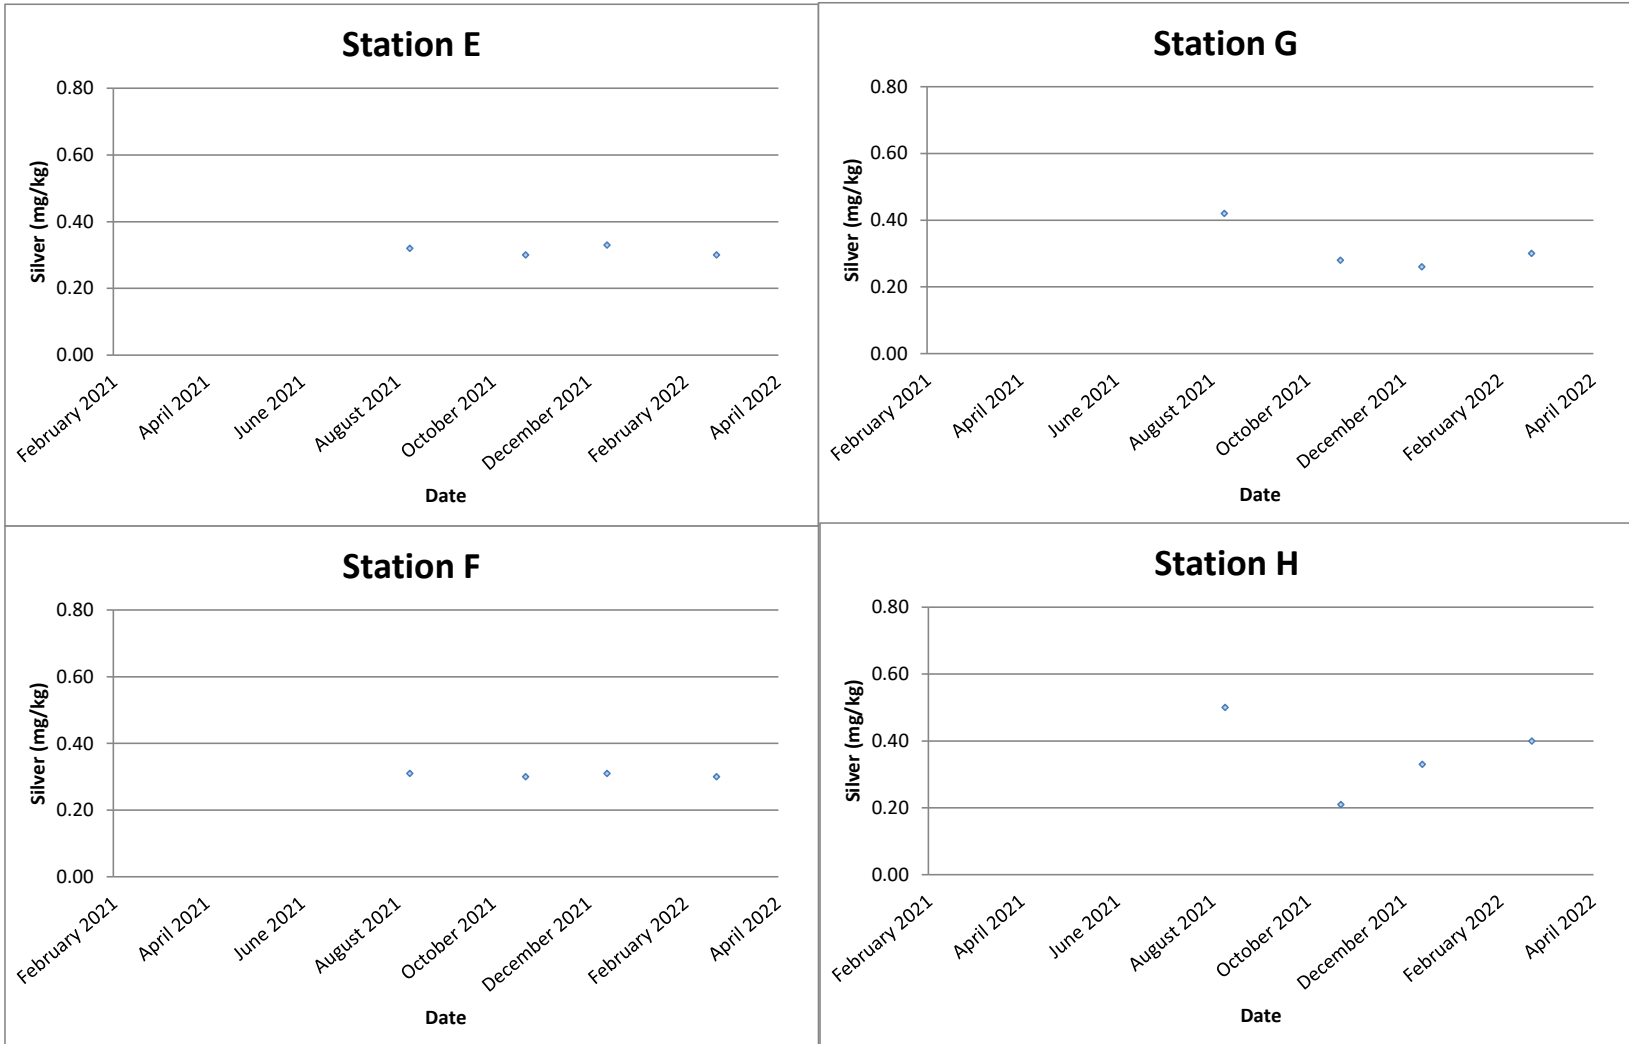 Station E
0.80
0.60
0.40
0.20
0.00
Silver (mg/kg)
February 2021
April 2021
June 2021
August 2021
October 2021
December 2021
February 2022
April 2022
Date
Station G
0.80
0.60
0.40
0.20
0.00
Silver (mg/kg)
February 2021
April 2021
June 2021
August 2021
October 2021
December 2021
February 2022
April 2022
Date
Station F
0.80
0.60
0.40
0.20
0.00
Silver (mg/kg)
February 2021
April 2021
June 2021
August 2021
October 2021
December 2021
February 2022
April 2022
Date
Station H
0.80
0.60
0.40
0.20
0.00
Silver (mg/kg)
February 2021
April 2021
June 2021
August 2021
October 2021
December 2021
February 2022
April 2022
Date